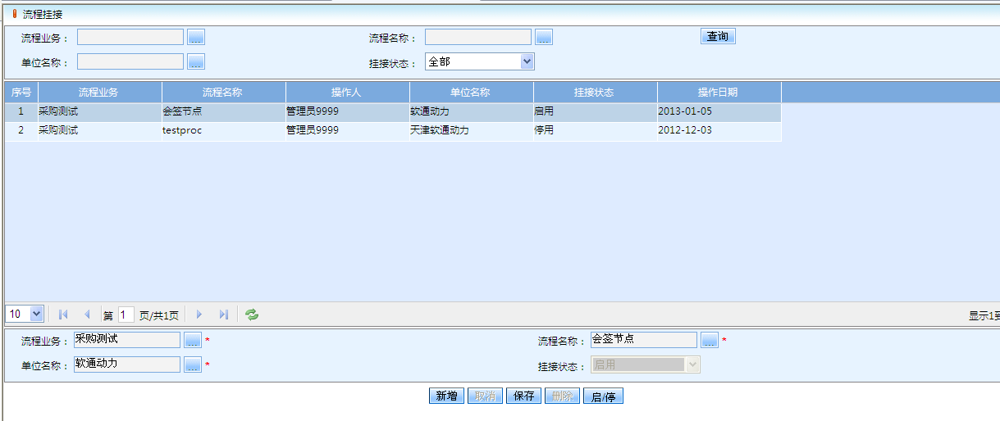 流程挂接
流程业务： ... 流程名称： ... 查询
单位名称： ... 挂接状态： 全部
序号 流程业务 流程名称 操作人 单位名称 挂接状态 操作日期
1 采购测试 会签节点 管理员9999 软通动力 启用 2013-01-05
2 采购测试 testproc 管理员9999 天津软通动力 停用 2012-12-03
10 第 1 页/共1页 显示1到
流程业务： 采购测试 ... * 流程名称： 会签节点 ... *
单位名称： 软通动力 ... * 挂接状态： 启用
新增 取消 保存 删除 启/停